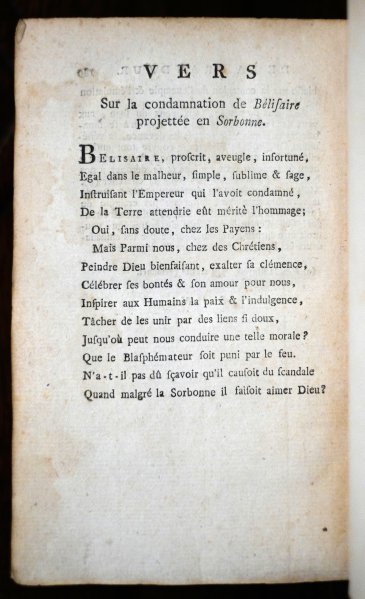 VERS
Sur la condamnation de Béliſaire
projettée en Sorbonne.
BÉLISAIRE, proſcrit, aveugle, infortuné,
Egal dans le malheur, ſimple, ſublime & ſage,
Inſtruiſant l'Empereur qui l'avoit condamné,
De la Terre attendrie eût méritè l'hommage;
Oui, ſans doute, chez les Payens:
Mais Parmi nous, chez des Chrétiens,
Peindre Dieu bienfaiſant, exalter ſa clémence,
Célébrer ſes bontés & ſon amour pour nous,
Inſpirer aux Humains la paix & l'indulgence,
Tâcher de les unir par des liens ſi doux,
Juſqu'où peut nous conduire une telle morale?
Que le Blaſphémateur ſoit puni par le feu.
N'a-t-il pas dû ſçavoir qu'il cauſoit du ſcandale
Quand malgré la Sorbonne il faiſoit aimer Dieu?